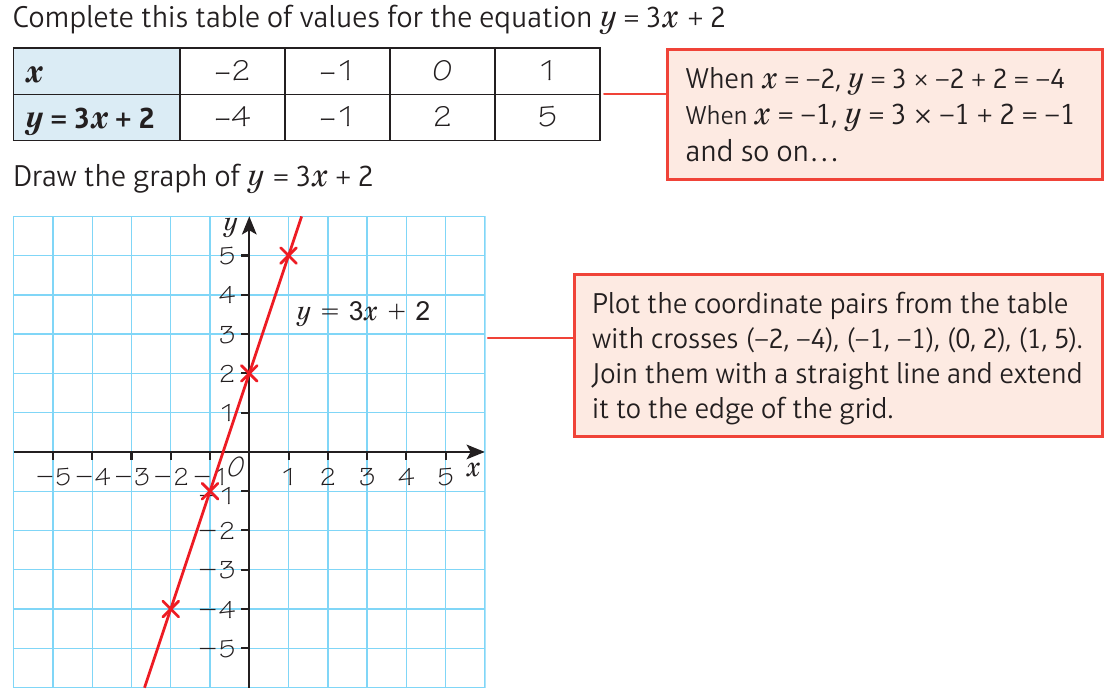 Complete this table of values for the equation y = 3x + 2
x –2 –1 0 1
y = 3x + 2 –4 –1 2 5
When x = –2, y = 3 × –2 + 2 = –4
When x = –1, y = 3 × –1 + 2 = –1
and so on…
Draw the graph of y = 3x + 2
y
5
4
y = 3x + 2
3
2
1
–5 –4 –3 –2 –1 0 1 2 3 4 5 x
–1
–2
–3
–4
–5
Plot the coordinate pairs from the table
with crosses (–2, –4), (–1, –1), (0, 2), (1, 5).
Join them with a straight line and extend
it to the edge of the grid.